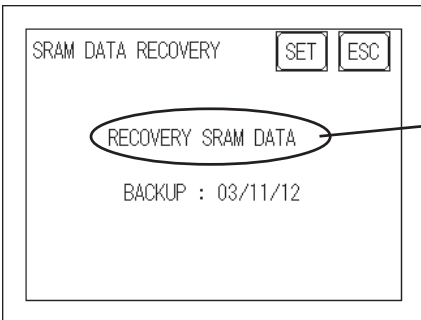 SRAM DATA RECOVERY SET ESC
RECOVERY SRAM DATA
BACKUP : 03/11/12